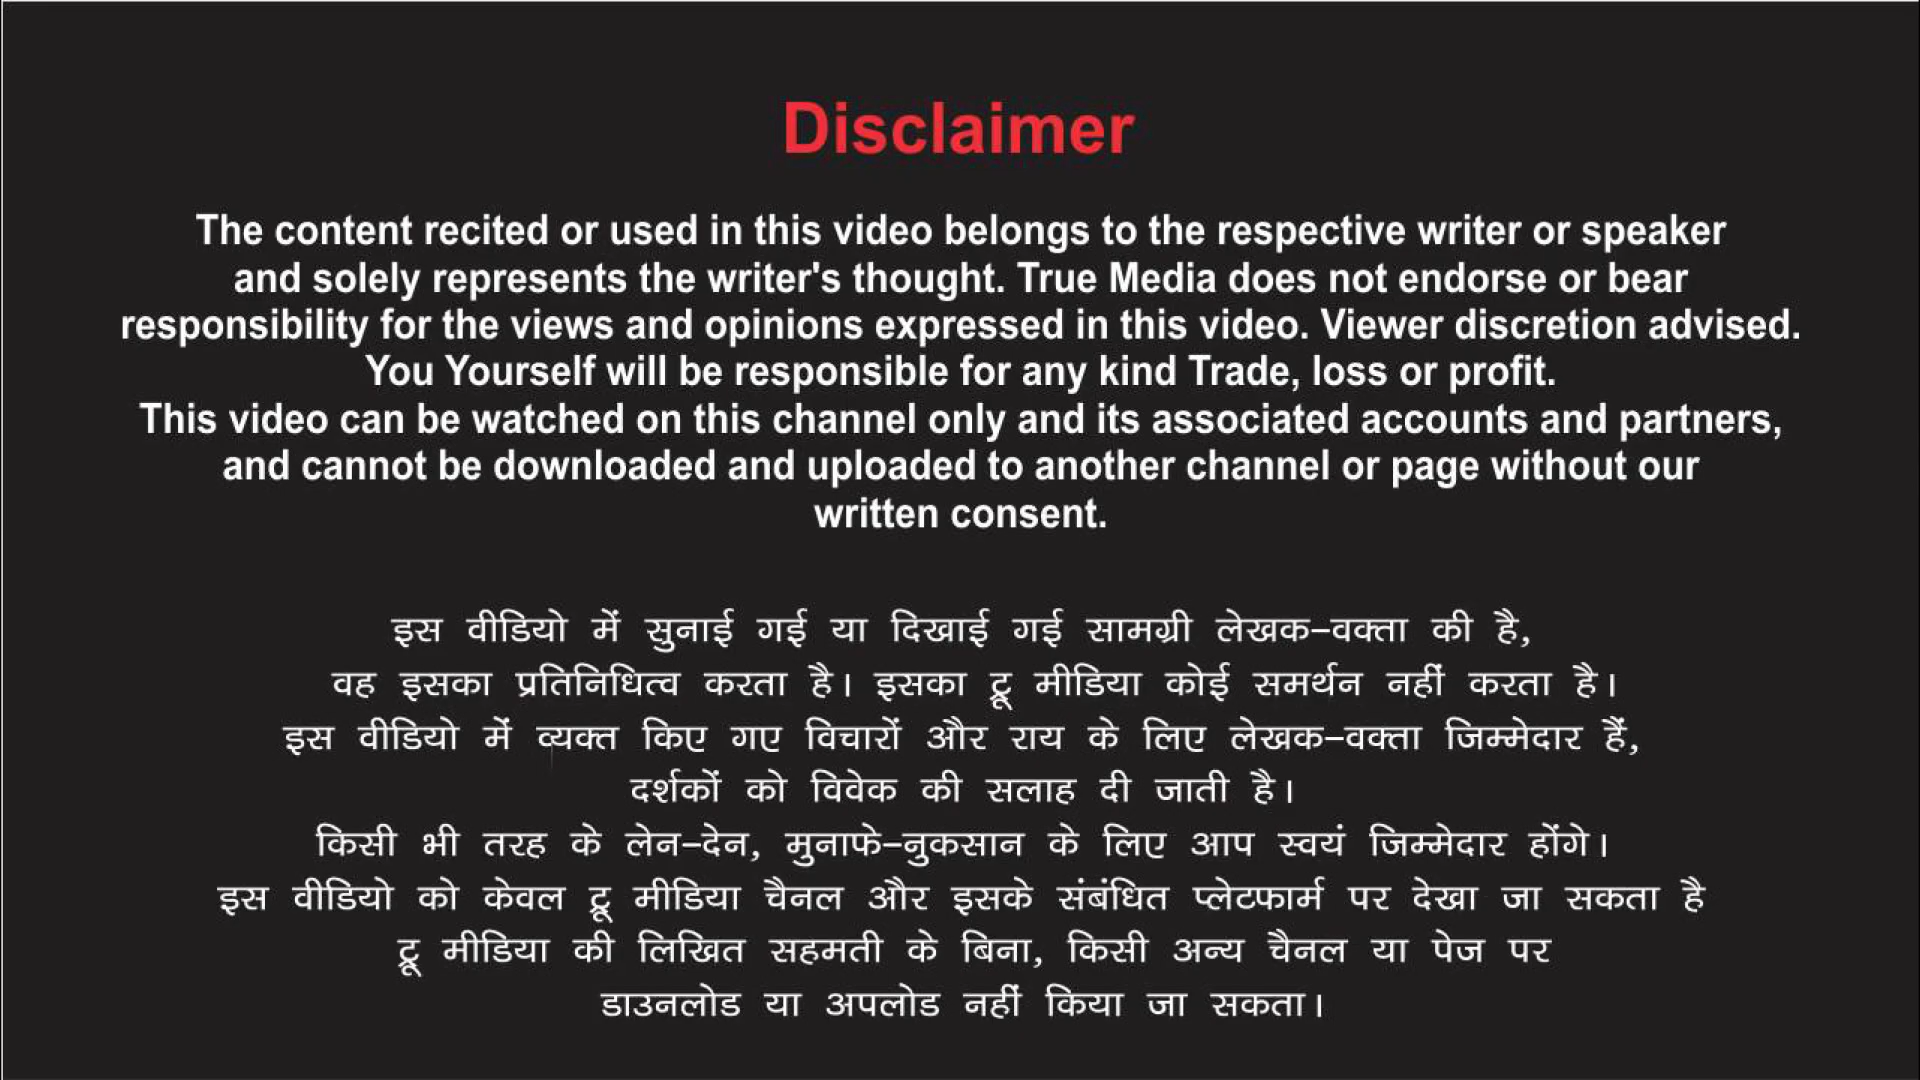 Disclaimer
The content recited or used in this video belongs to the respective writer or speaker
and solely represents the writer's thought. True Media does not endorse or bear
responsibility for the views and opinions expressed in this video. Viewer discretion advised.
You Yourself will be responsible for any kind Trade, loss or profit.
This video can be watched on this channel only and its associated accounts and partners,
and cannot be downloaded and uploaded to another channel or page without our
written consent.
इस वीडियो में सुनाई गई या दिखाई गई सामग्री लेखक–वक्ता की है,
वह इसका प्रतिनिधित्व करता है। इसका ट्रू मीडिया कोई समर्थन नहीं करता है।
इस वीडियो में व्यक्त किए गए विचारों और राय के लिए लेखक–वक्ता जिम्मेदार हैं,
दर्शकों को विवेक की सलाह दी जाती है।
किसी भी तरह के लेन–देन, मुनाफे–नुकसान के लिए आप स्वयं जिम्मेदार होंगे।
इस वीडियो को केवल ट्रू मीडिया चैनल और इसके संबंधित प्लेटफार्म पर देखा जा सकता है
ट्रू मीडिया की लिखित सहमती के बिना, किसी अन्य चैनल या पेज पर
डाउनलोड या अपलोड नहीं किया जा सकता।